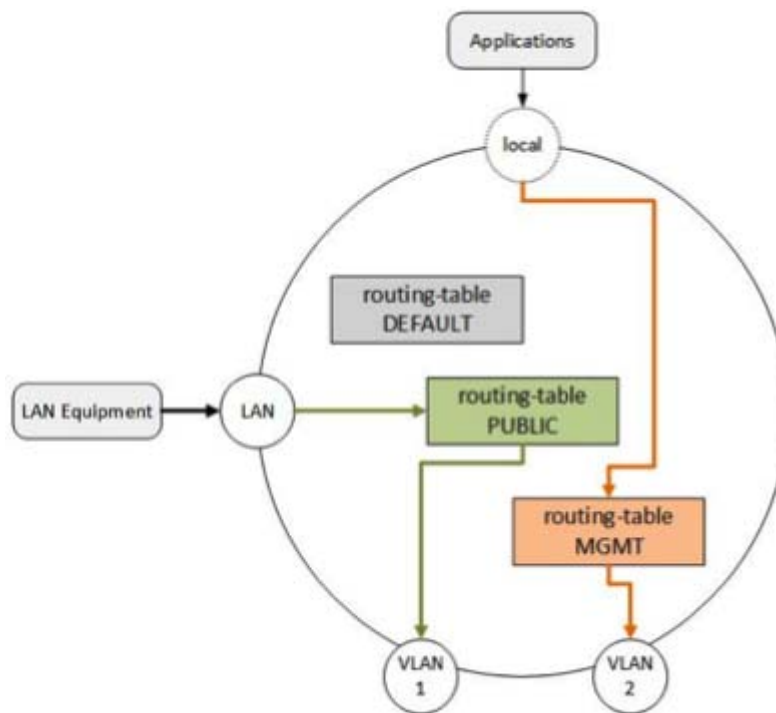 Applications
local
routing-table
DEFAULT
LAN Equipment
LAN
routing-table
PUBLIC
routing-table
MGMT
VLAN
1
VLAN
2